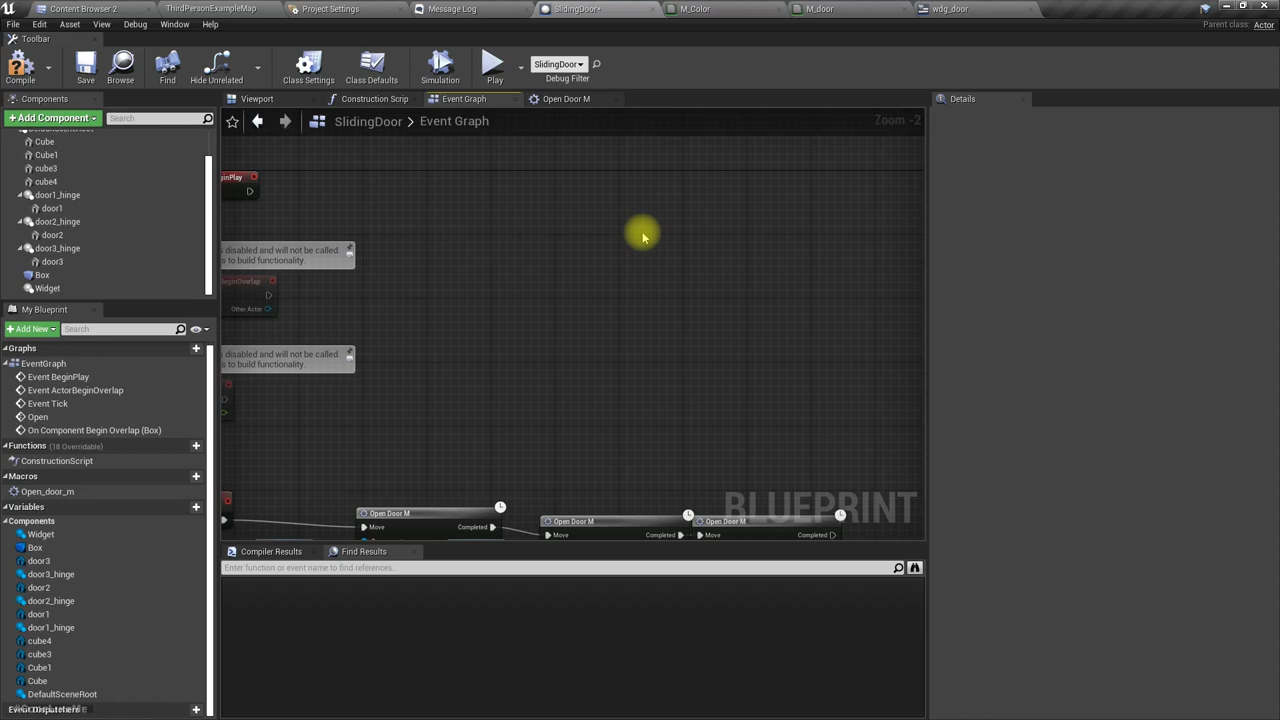 Content Browser 2
ThirdPersonExampleMap
Project Settings
Message Log
SlidingDoor*
M_Color
M_door
wdg_door
File
Edit
Asset
View
Debug
Window
Help
Parent class: Actor
Toolbar
Compile
Save
Browse
Find
Hide Unrelated
Class Settings
Class Defaults
Simulation
Play
SlidingDoor
Debug Filter
Components
Viewport
Construction Scrip
Event Graph
Open Door M
Details
+Add Component
Search
SlidingDoor > Event Graph
Zoom -2
Cube
Cube1
cube3
cube4
door1_hinge
door1
door2_hinge
door2
door3_hinge
door3
Box
Widget
ginPlay
s disabled and will not be called.
s to build functionality.
BeginOverlap
Other Actor
s disabled and will not be called.
s to build functionality.
My Blueprint
+Add New
Search
Graphs
EventGraph
Event BeginPlay
Event ActorBeginOverlap
Event Tick
Open
On Component Begin Overlap (Box)
Functions (18 Overridable)
ConstructionScript
Macros
Open_door_m
Variables
Components
Widget
Box
door3
door3_hinge
door2
door2_hinge
door1
door1_hinge
cube4
cube3
Cube1
Cube
DefaultSceneRoot
BLUEPRINT
Open Door M
Move
Completed
Open Door M
Move
Completed
Open Door M
Move
Completed
Compiler Results
Find Results
Enter function or event name to find references...